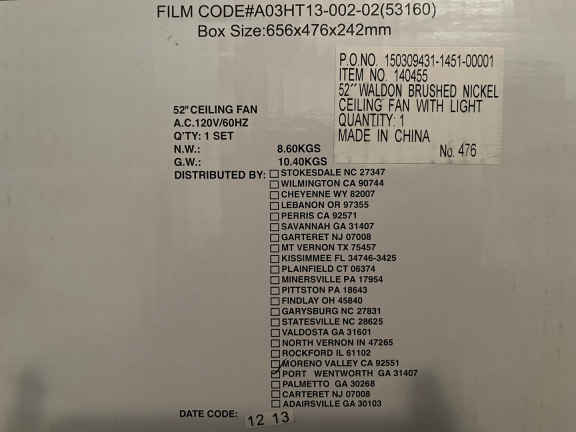 FILM CODE#A03HT13-002-02(53160)
Box Size:656x476x242mm
P.O.NO. 150309431-1451-00001
ITEM NO. 140455
52´´WALDON BRUSHED NICKEL
CEILING FAN WITH LIGHT
QUANTITY: 1
MADE IN CHINA
No. 476
52"CEILING FAN
A.C.120V/60HZ
Q'TY: 1 SET
N.W.: 8.60KGS
G.W.: 10.40KGS
DISTRIBUTED BY: STOKESDALE NC 27347
WILMINGTON CA 90744
CHEYENNE WY 82007
LEBANON OR 97355
PERRIS CA 92571
SAVANNAH GA 31407
GARTERET NJ 07008
MT VERNON TX 75457
KISSIMMEE FL 34746-3425
PLAINFIELD CT 06374
MINERSVILLE PA 17954
PITTSTON PA 18643
FINDLAY OH 45840
GARYSBURG NC 27831
STATESVILLE NC 28625
VALDOSTA GA 31601
NORTH VERNON IN 47265
ROCKFORD IL 61102
MORENO VALLEY CA 92551
PORT WENTWORTH GA 31407
PALMETTO GA 30268
CARTERET NJ 07008
ADAIRSVILLE GA 30103
DATE CODE: 12 13